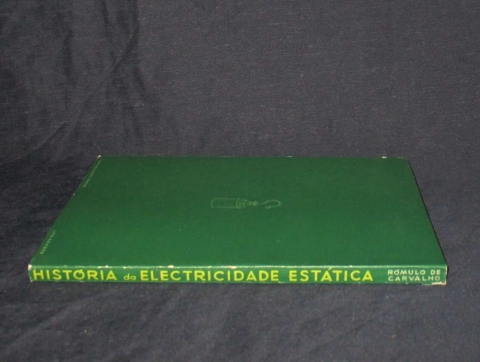 HISTÓRIA da ELECTRICIDADE ESTÁTICA
RÓMULO DE
CARVALHO